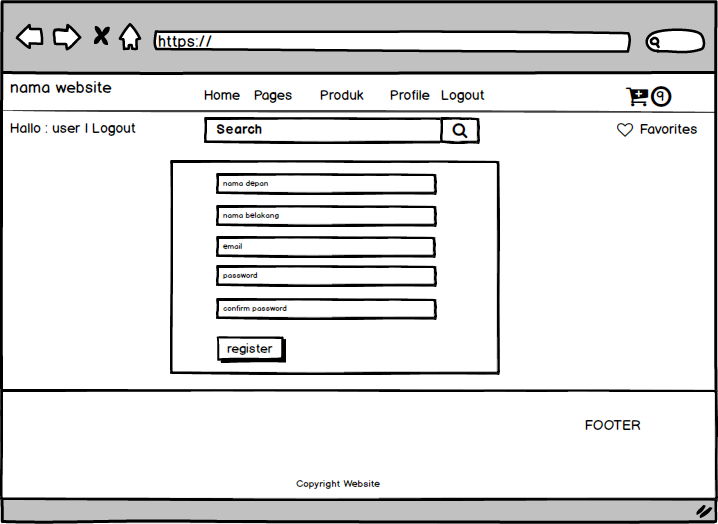 https://
nama website
Home Pages Produk Profile Logout
9
Hallo : user | Logout
Search
Favorites
nama depan
nama belakang
email
password
confirm password
register
FOOTER
Copyright Website